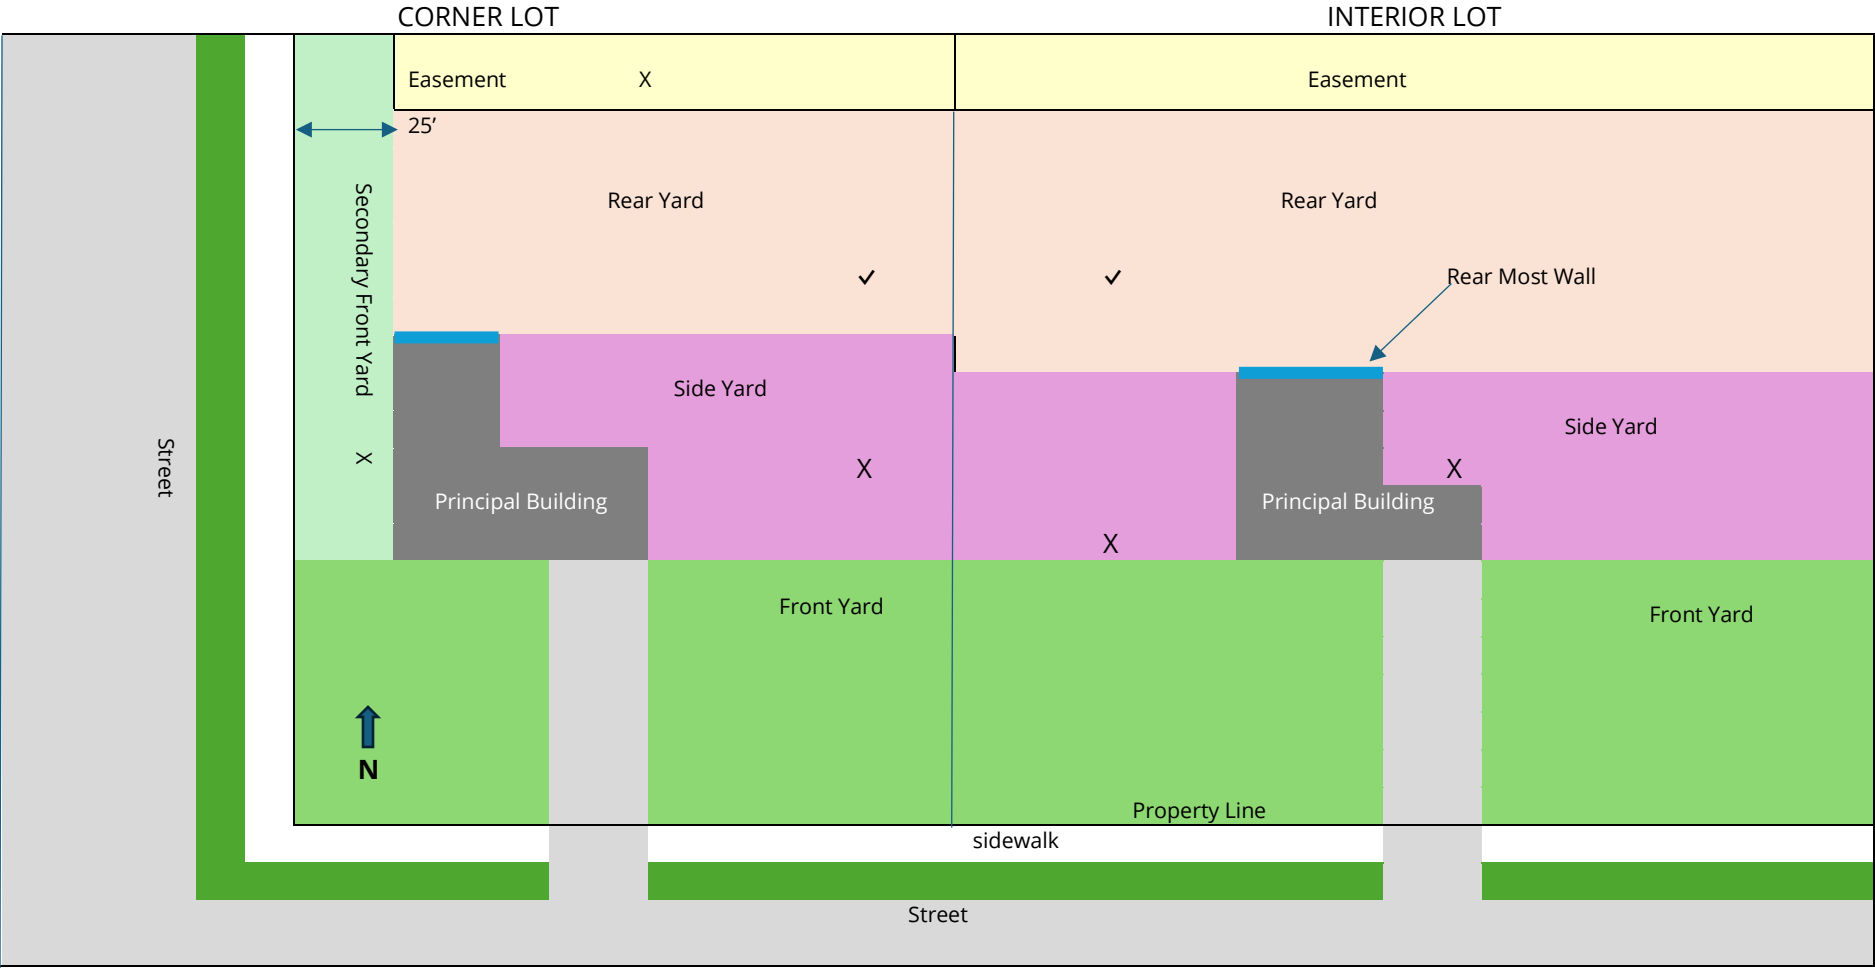 CORNER LOT
INTERIOR LOT
Easement X
Easement
25’
Secondary Front Yard X
Rear Yard
Rear Yard
✓
✓
Rear Most Wall
Side Yard
Side Yard
Street
X
X
Principal Building
Principal Building
X
Front Yard
Front Yard
N
Property Line
sidewalk
Street